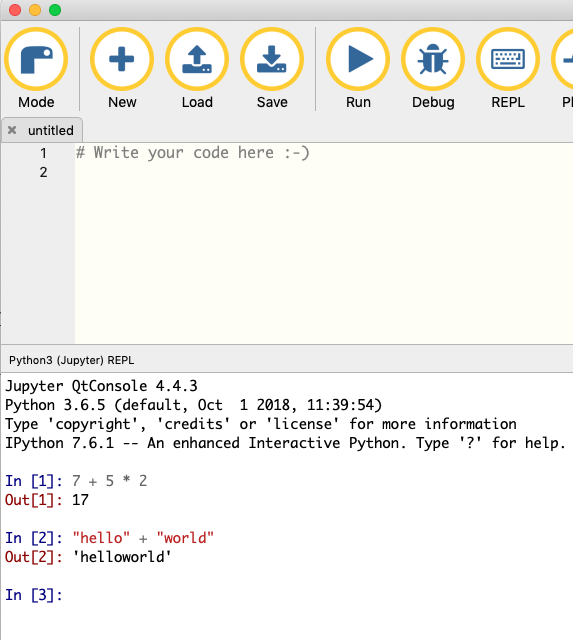 Mode New Load Save Run Debug REPL
untitled
1 # Write your code here :-)
2
Python3 (Jupyter) REPL
Jupyter QtConsole 4.4.3
Python 3.6.5 (default, Oct  1 2018, 11:39:54)
Type 'copyright', 'credits' or 'license' for more information
IPython 7.6.1 -- An enhanced Interactive Python. Type '?' for help.
In [1]: 7 + 5 * 2
Out[1]: 17
In [2]: "hello" + "world"
Out[2]: 'helloworld'
In [3]: